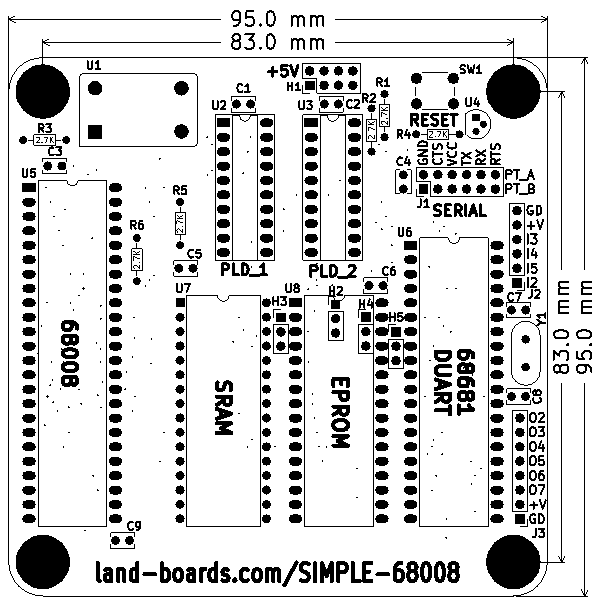 95.0 mm
83.0 mm
U1
+5V
H1
R1
SW1
U4
C1
U2
U3
C2
R2
2.7K
2.7K
RESET
R4
2.7K
R3
2.7K
C3
U5
C4
GND
CTS
VCC
TX
RX
RTS
PT_A
PT_B
J1
SERIAL
R5
2.7K
R6
2.7K
C5
PLD_1
PLD_2
U6
GD
+V
I3
I4
I5
I2
J2
C6
C7
Y1
U7
H3
U8
H2
H4
H5
68008
SRAM
EPROM
68681
DUART
83.0 mm
95.0 mm
C8
O2
O3
O4
O5
O6
O7
+V
GD
J3
C9
land-boards.com/SIMPLE-68008